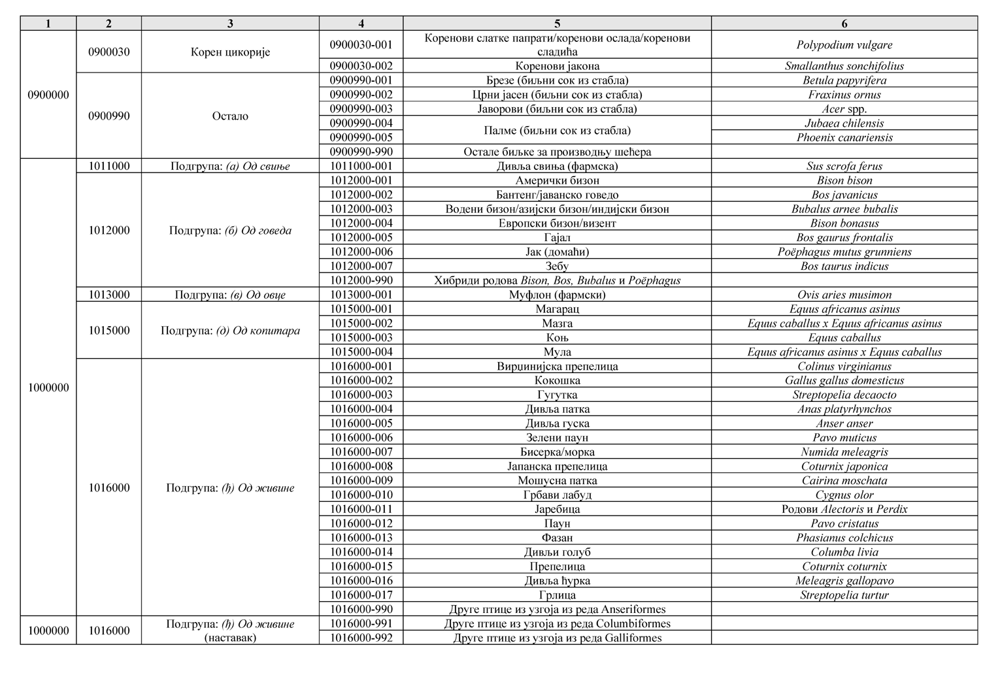 1 2 3 4 5 6
0900000 0900030 Корен цикорије 0900030-001 Коренови слатке папрати/коренови ослада/коренови
сладића Polypodium vulgare
0900030-002 Коренови јакона Smallanthus sonchifolius
0900990 Остало 0900990-001 Брезе (биљни сок из стабла) Betula papyrifera
0900990-002 Црни јасен (биљни сок из стабла) Fraxinus ornus
0900990-003 Јаворови (биљни сок из стабла) Acer spp.
0900990-004 Палме (биљни сок из стабла) Jubaea chilensis
0900990-005 Phoenix canariensis
0900990-990 Остале биљке за производњу шећера
1000000 1011000 Подгрупа: (а) Од свиње 1011000-001 Дивља свиња (фармска) Sus scrofa ferus
1012000 Подгрупа: (б) Од говеда 1012000-001 Амерички бизон Bison bison
1012000-002 Бантенг/јаванско говедо Bos javanicus
1012000-003 Водени бизон/азијски бизон/индијски бизон Bubalus arnee bubalis
1012000-004 Европски бизон/визент Bison bonasus
1012000-005 Гајал Bos gaurus frontalis
1012000-006 Јак (домаћи) Poëphagus mutus grunniens
1012000-007 Зебу Bos taurus indicus
1012000-990 Хибриди родова Bison, Bos, Bubalus и Poëphagus
1013000 Подгрупа: (в) Од овце 1013000-001 Муфлон (фармски) Ovis aries musimon
1015000 Подгрупа: (д) Од копитара 1015000-001 Магарац Equus africanus asinus
1015000-002 Мазга Equus caballus x Equus africanus asinus
1015000-003 Коњ Equus caballus
1015000-004 Мула Equus africanus asinus x Equus caballus
1016000 Подгрупа: (ђ) Од живине 1016000-001 Вирџинијска препелица Colinus virginianus
1016000-002 Кокошка Gallus gallus domesticus
1016000-003 Гугутка Streptopelia decaocto
1016000-004 Дивља патка Anas platyrhynchos
1016000-005 Дивља гуска Anser anser
1016000-006 Зелени паун Pavo muticus
1016000-007 Бисерка/морка Numida meleagris
1016000-008 Јапанска препелица Coturnix japonica
1016000-009 Мошусна патка Cairina moschata
1016000-010 Грбави лабуд Cygnus olor
1016000-011 Јаребица Родови Alectoris и Perdix
1016000-012 Паун Pavo cristatus
1016000-013 Фазан Phasianus colchicus
1016000-014 Дивљи голуб Columba livia
1016000-015 Препелица Coturnix coturnix
1016000-016 Дивља ћурка Meleagris gallopavo
1016000-017 Грлица Streptopelia turtur
1016000-990 Друге птице из узгоја из реда Anseriformes
1000000 1016000 Подгрупа: (ђ) Од живине
(наставак) 1016000-991 Друге птице из узгоја из реда Columbiformes
1016000-992 Друге птице из узгоја из реда Galliformes